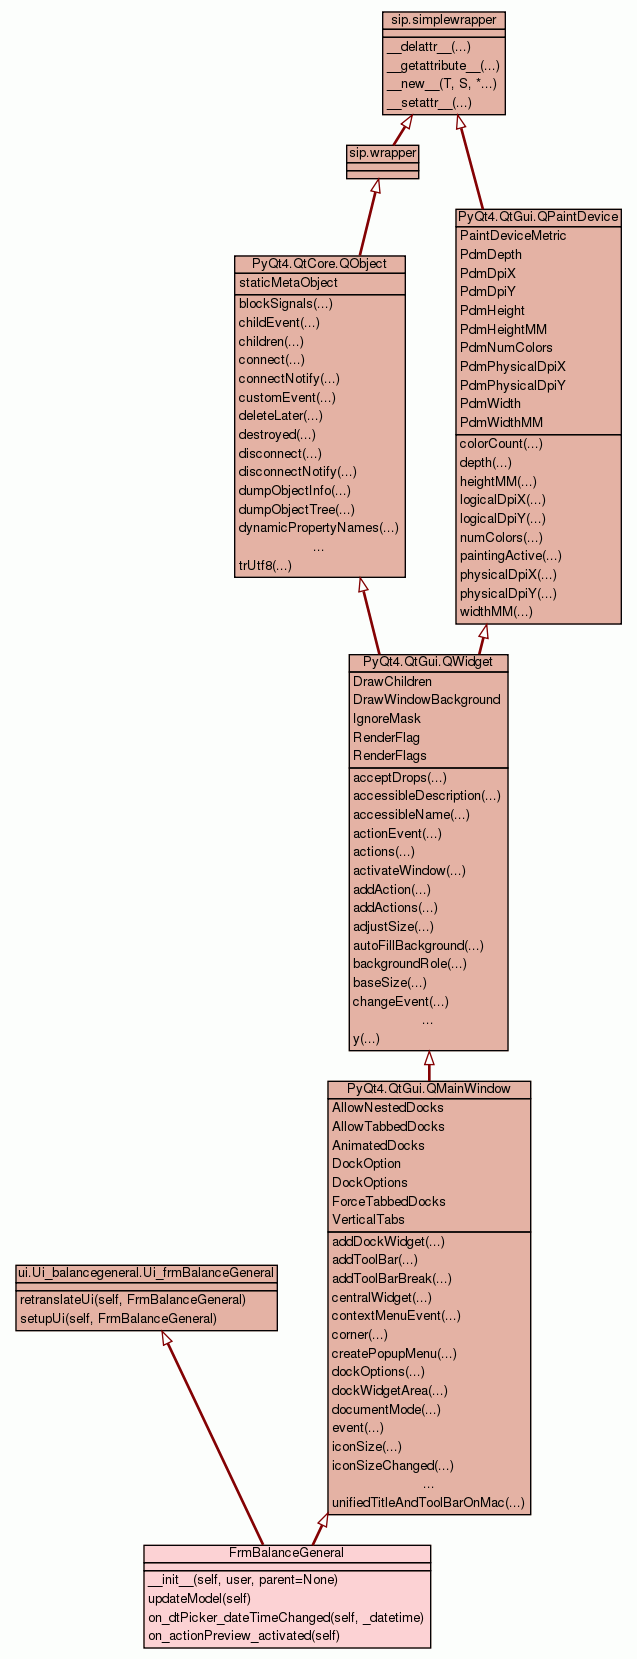 sip.simplewrapper
__delattr__(...)
__getattribute__(...)
__new__(T, S, *...)
__setattr__(...)
sip.wrapper
PyQt4.QtGui.QPaintDevice
PaintDeviceMetric
PdmDepth
PdmDpiX
PdmDpiY
PdmHeight
PdmHeightMM
PdmNumColors
PdmPhysicalDpiX
PdmPhysicalDpiY
PdmWidth
PdmWidthMM
colorCount(...)
depth(...)
heightMM(...)
logicalDpiX(...)
logicalDpiY(...)
numColors(...)
paintingActive(...)
physicalDpiX(...)
physicalDpiY(...)
widthMM(...)
PyQt4.QtCore.QObject
staticMetaObject
blockSignals(...)
childEvent(...)
children(...)
connect(...)
connectNotify(...)
customEvent(...)
deleteLater(...)
destroyed(...)
disconnect(...)
disconnectNotify(...)
dumpObjectInfo(...)
dumpObjectTree(...)
dynamicPropertyNames(...)
...
trUtf8(...)
PyQt4.QtGui.QWidget
DrawChildren
DrawWindowBackground
IgnoreMask
RenderFlag
RenderFlags
acceptDrops(...)
accessibleDescription(...)
accessibleName(...)
actionEvent(...)
actions(...)
activateWindow(...)
addAction(...)
addActions(...)
adjustSize(...)
autoFillBackground(...)
backgroundRole(...)
baseSize(...)
changeEvent(...)
...
y(...)
PyQt4.QtGui.QMainWindow
AllowNestedDocks
AllowTabbedDocks
AnimatedDocks
DockOption
DockOptions
ForceTabbedDocks
VerticalTabs
addDockWidget(...)
addToolBar(...)
addToolBarBreak(...)
centralWidget(...)
contextMenuEvent(...)
corner(...)
createPopupMenu(...)
dockOptions(...)
dockWidgetArea(...)
documentMode(...)
event(...)
iconSize(...)
iconSizeChanged(...)
...
unifiedTitleAndToolBarOnMac(...)
ui.Ui_balancegeneral.Ui_frmBalanceGeneral
retranslateUi(self, FrmBalanceGeneral)
setupUi(self, FrmBalanceGeneral)
FrmBalanceGeneral
__init__(self, user, parent=None)
updateModel(self)
on_dtPicker_dateTimeChanged(self, _datetime)
on_actionPreview_activated(self)